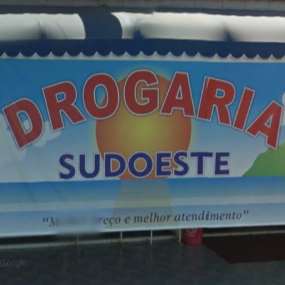 DROGARIA
SUDOESTE
preço e melhor atendimento"